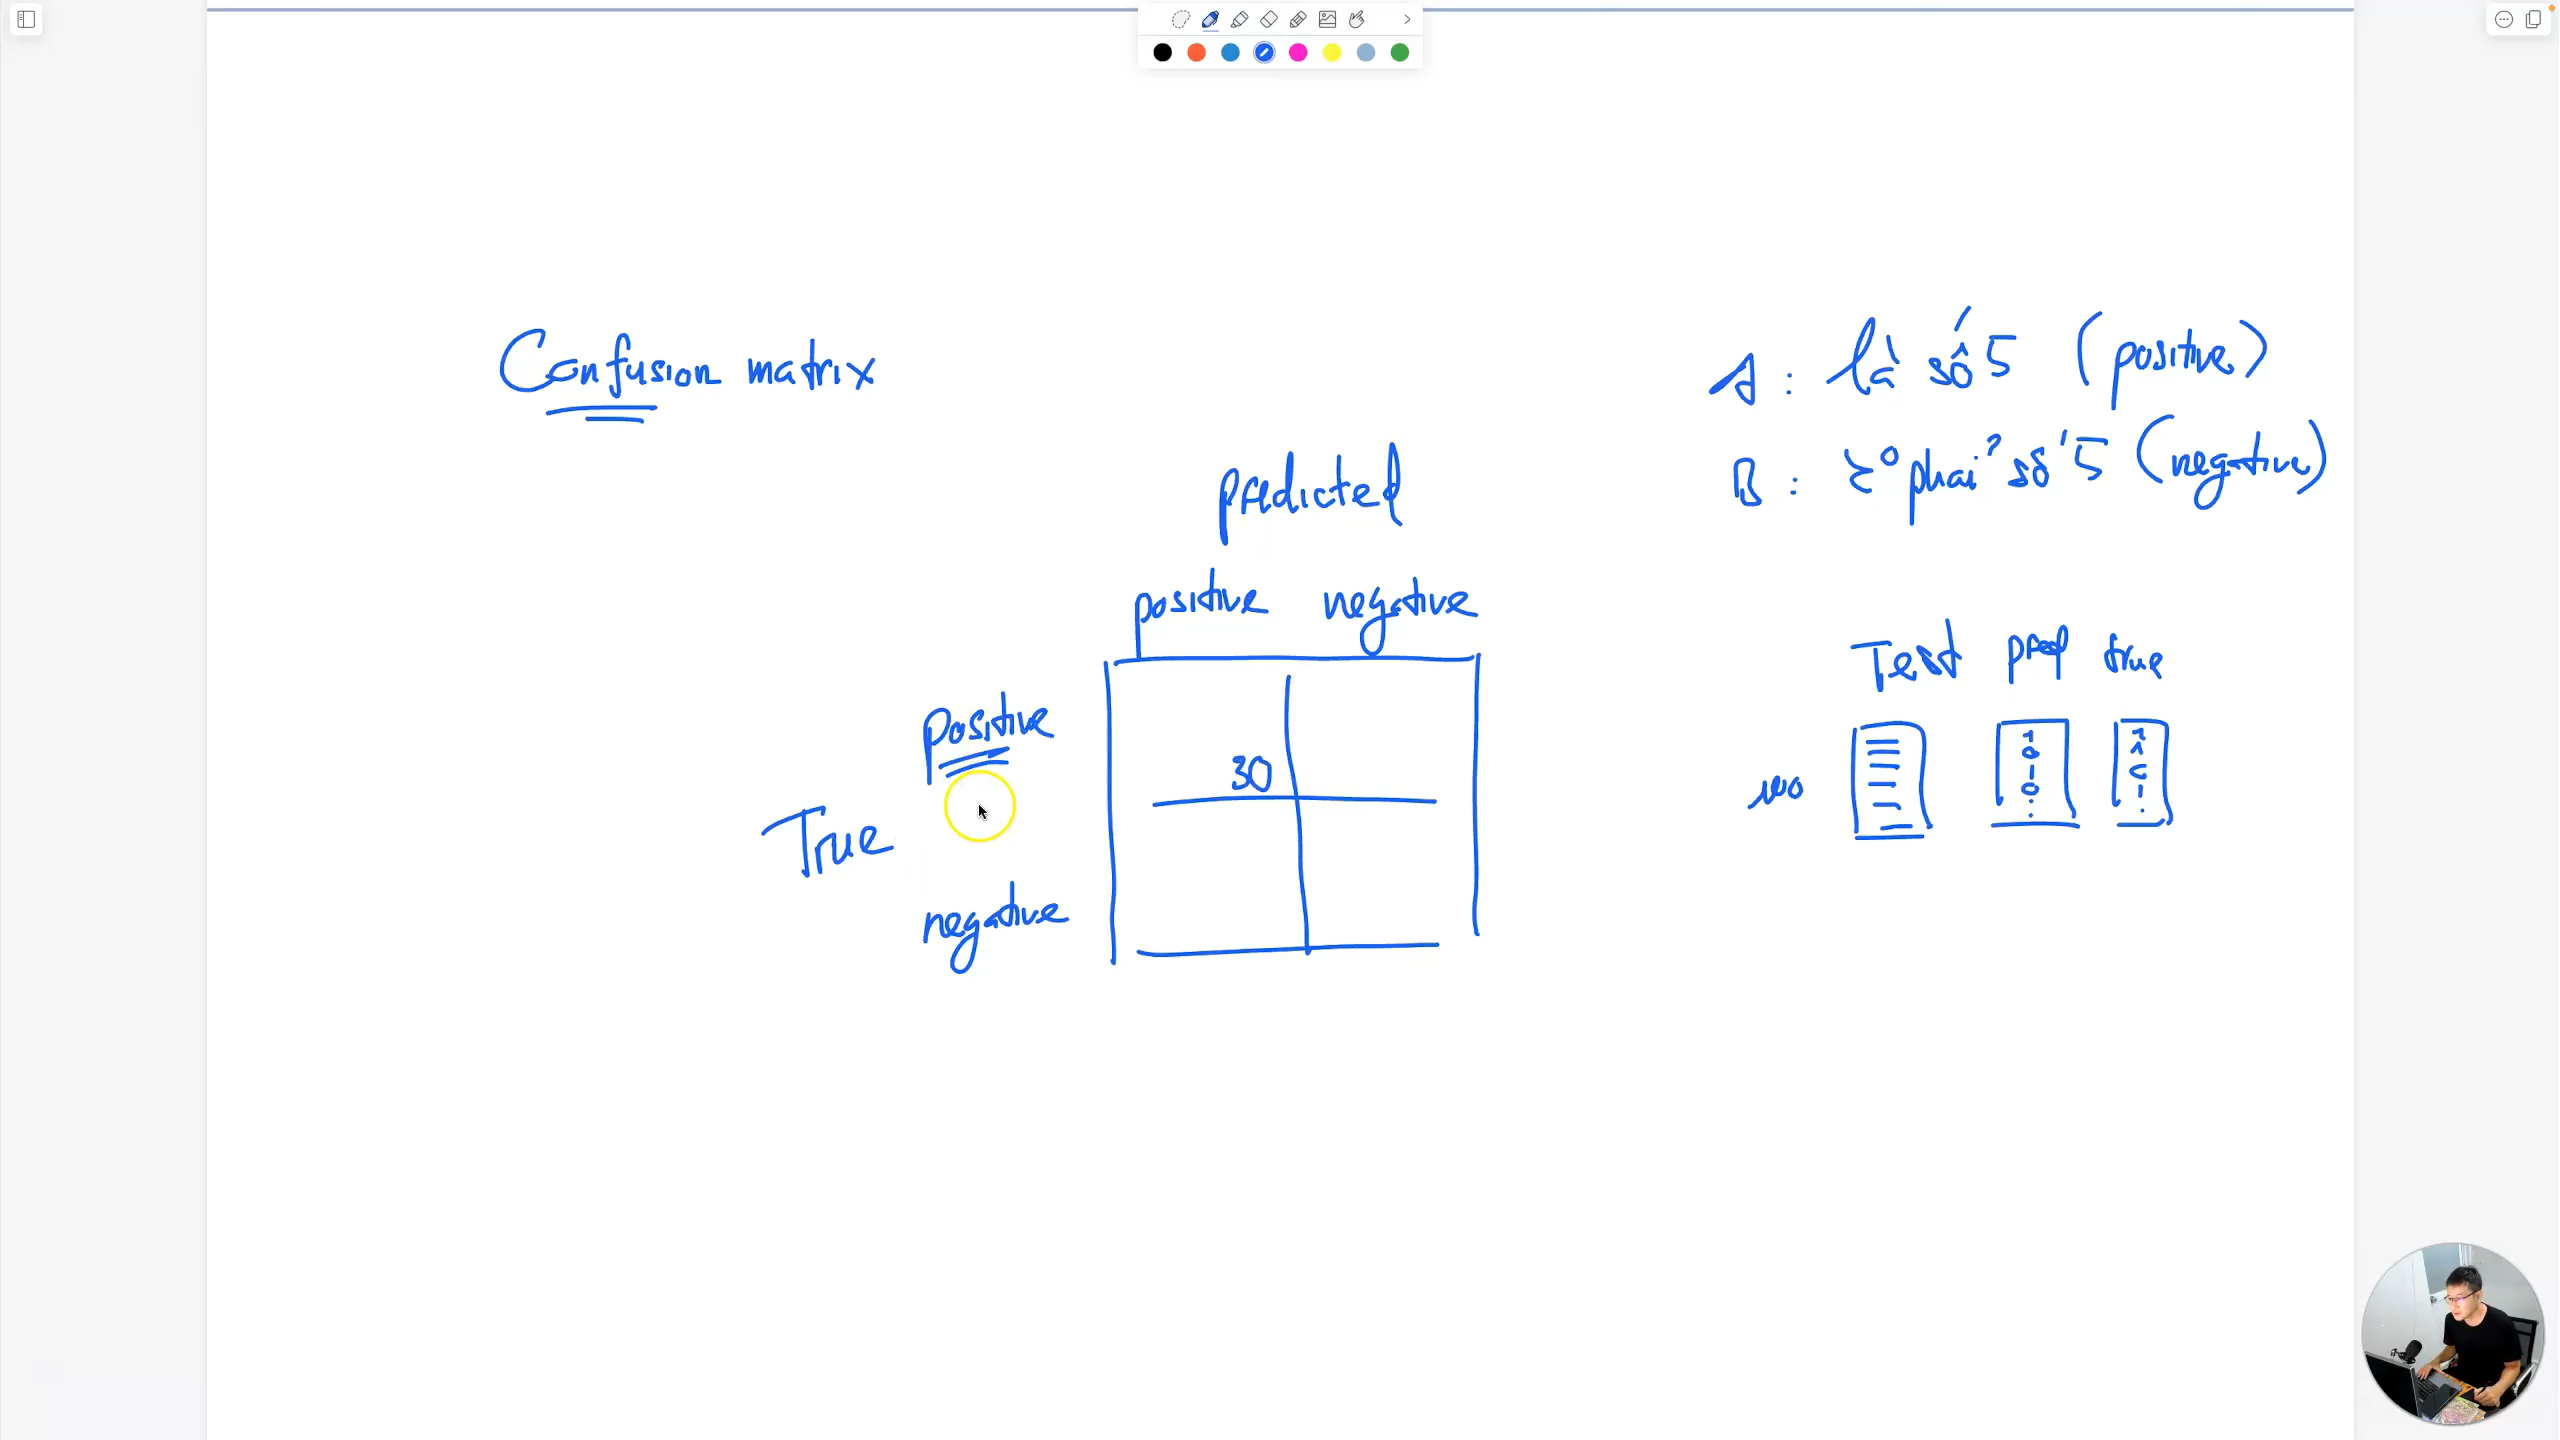 Confusion matrix
A : là số 5 (positive)
B : phải số 5 (negative)
predicted
positive negative
positive
30
True
negative
Test pred true
100